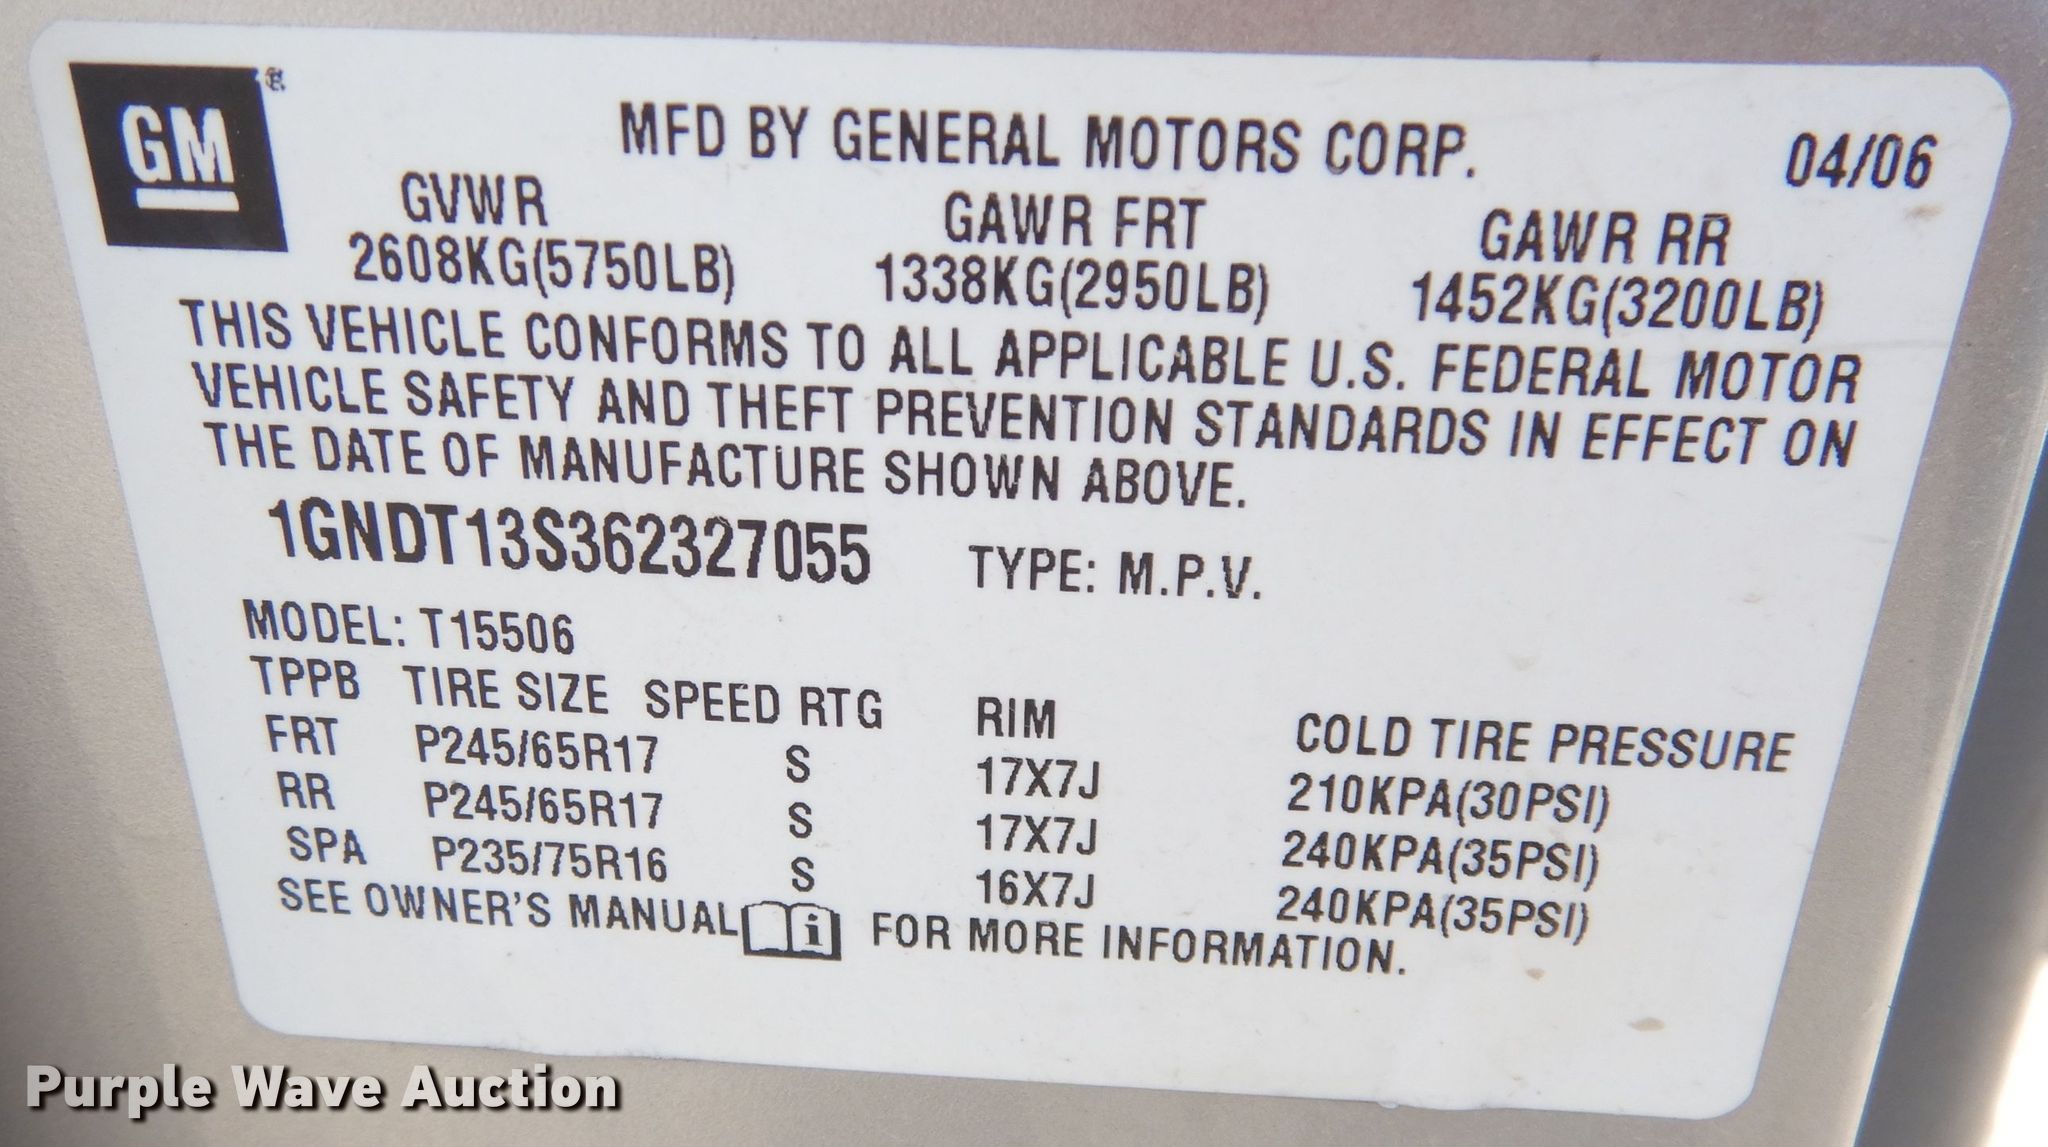 GM®
MFD BY GENERAL MOTORS CORP. 04/06
GVWR GAWR FRT GAWR RR
2608KG(5750LB) 1338KG(2950LB) 1452KG(3200LB)
THIS VEHICLE CONFORMS TO ALL APPLICABLE U.S. FEDERAL MOTOR
VEHICLE SAFETY AND THEFT PREVENTION STANDARDS IN EFFECT ON
THE DATE OF MANUFACTURE SHOWN ABOVE.
1GNDT13S362327055 TYPE: M.P.V.
MODEL: T15506
TPPB TIRE SIZE SPEED RTG RIM COLD TIRE PRESSURE
FRT P245/65R17 S 17X7J 210KPA(30PSI)
RR P245/65R17 S 17X7J 240KPA(35PSI)
SPA P235/75R16 S 16X7J 240KPA(35PSI)
SEE OWNER'S MANUAL i FOR MORE INFORMATION.
Purple Wave Auction